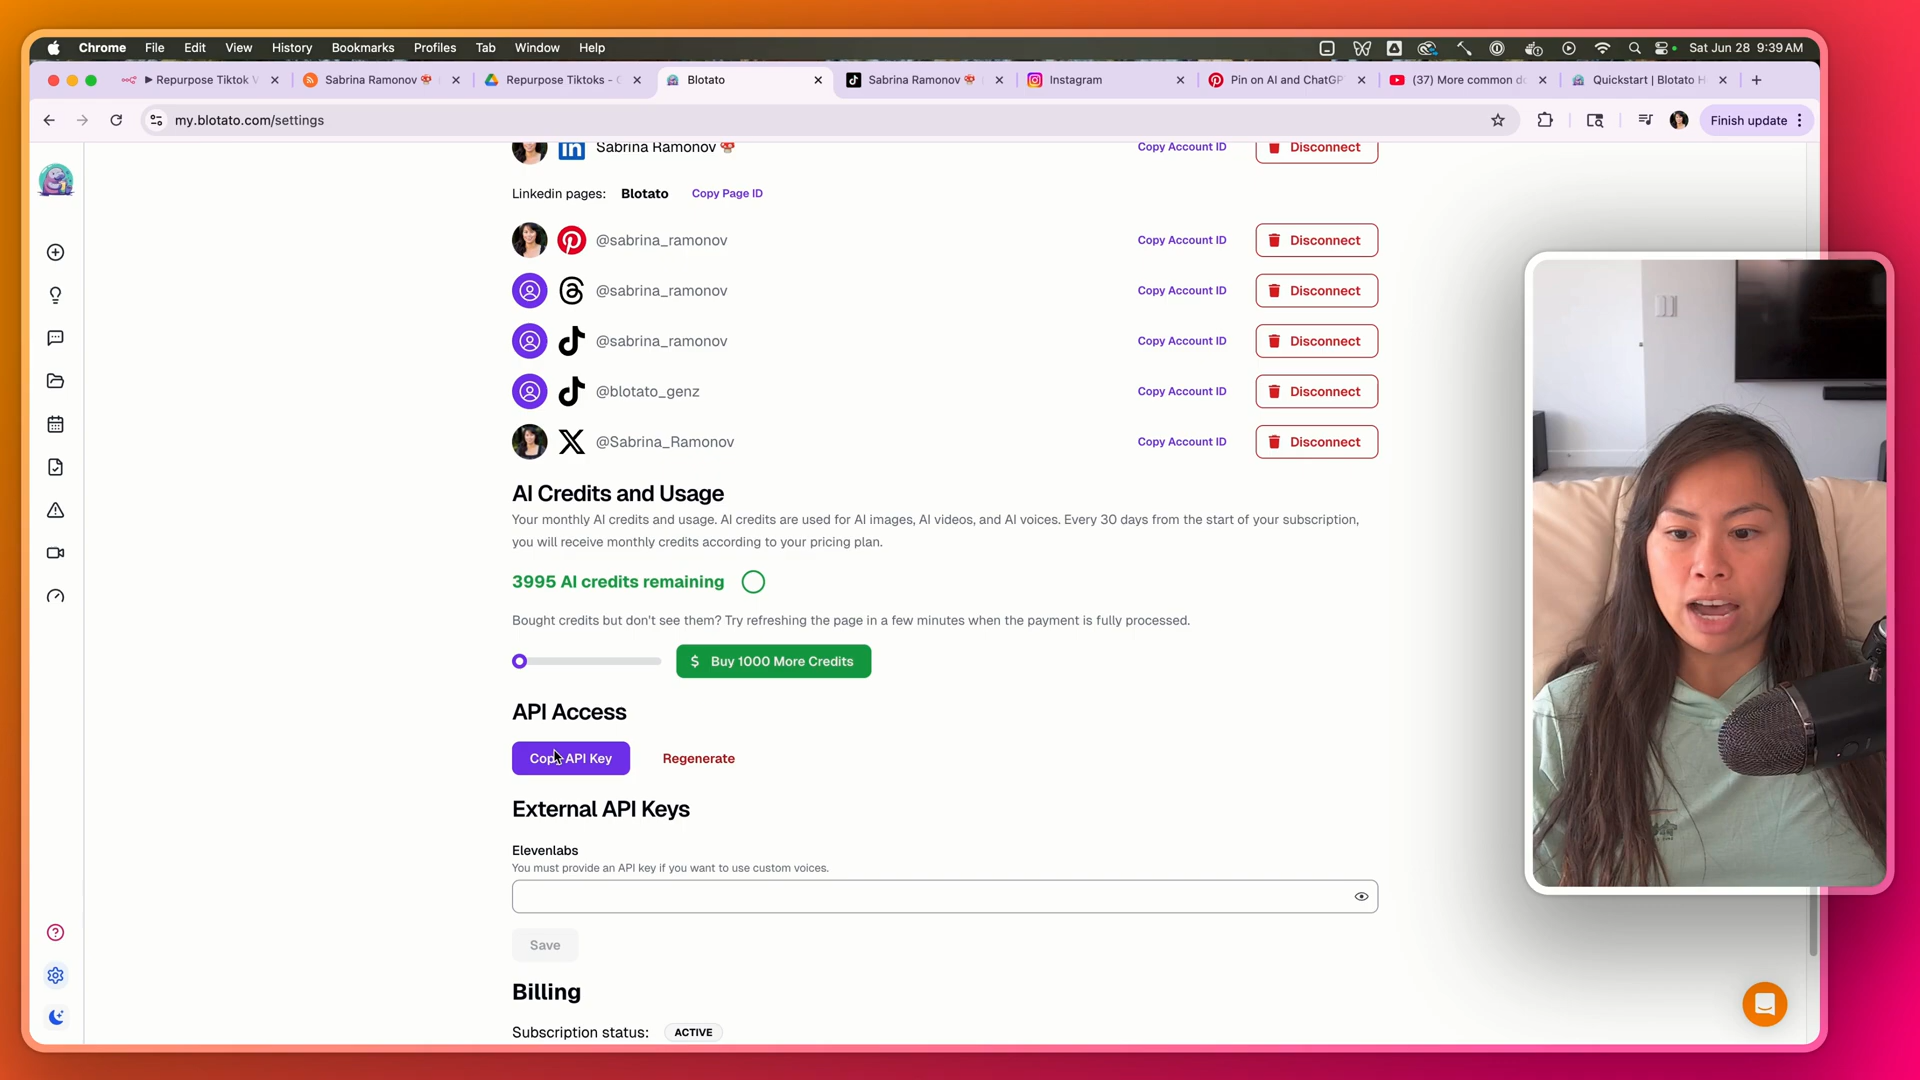 Chrome File Edit View History Bookmarks Profiles Tab Window Help Sat Jun 28 9:39 AM
Repurpose Tiktok Sabrina Ramonov Repurpose Tiktoks - Blotato Sabrina Ramonov Instagram Pin on AI and ChatGP (37) More common Quickstart | Blotato H
my.blotato.com/settings Finish update
Sabrina Ramonov Copy Account ID Disconnect
Linkedin pages: Blotato Copy Page ID
@sabrina_ramonov Copy Account ID Disconnect
@sabrina_ramonov Copy Account ID Disconnect
@sabrina_ramonov Copy Account ID Disconnect
@blotato_genz Copy Account ID Disconnect
@Sabrina_Ramonov Copy Account ID Disconnect
AI Credits and Usage
Your monthly AI credits and usage. AI credits are used for AI images, AI videos, and AI voices. Every 30 days from the start of your subscription,
you will receive monthly credits according to your pricing plan.
3995 AI credits remaining
Bought credits but don't see them? Try refreshing the page in a few minutes when the payment is fully processed.
$ Buy 1000 More Credits
API Access
Copy API Key Regenerate
External API Keys
Elevenlabs
You must provide an API key if you want to use custom voices.
Save
Billing
Subscription status: ACTIVE